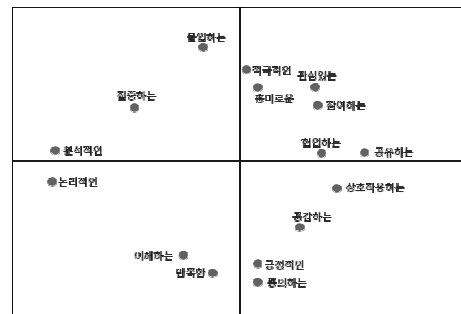 몰입하는
적극적인
관심있는
흥미로운
집중하는
참여하는
협업하는
분석적인
공유하는
논리적인
상호작용하는
공감하는
이해하는
만족한
긍정적인
동의하는